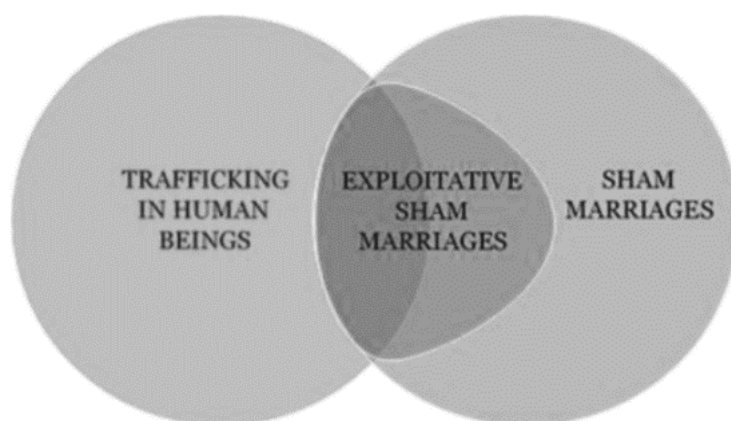 TRAFFICKING
IN HUMAN
BEINGS
EXPLOITATIVE
SHAM
MARRIAGES
SHAM
MARRIAGES